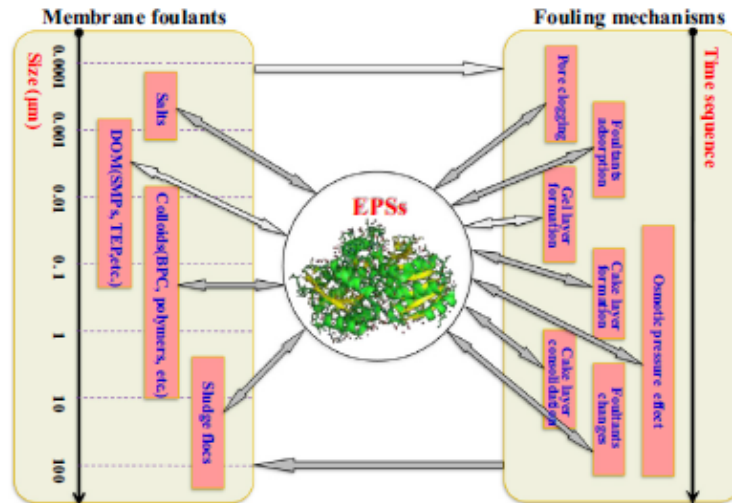 Membrane foulants
Fouling mechanisms
Size (μm)
0.0001
0.001
0.01
0.1
1
10
100
Salts
DOM(SMPs, TEP,etc.)
Colloids(BPC, polymers, etc.)
Sludge flocs
EPSs
Time sequence
Pore clogging
Foultants
adsorption
Gel layer
formation
Cake layer
formation
Osmotic pressure effect
Cake layer
consolidation
Foultants
changes